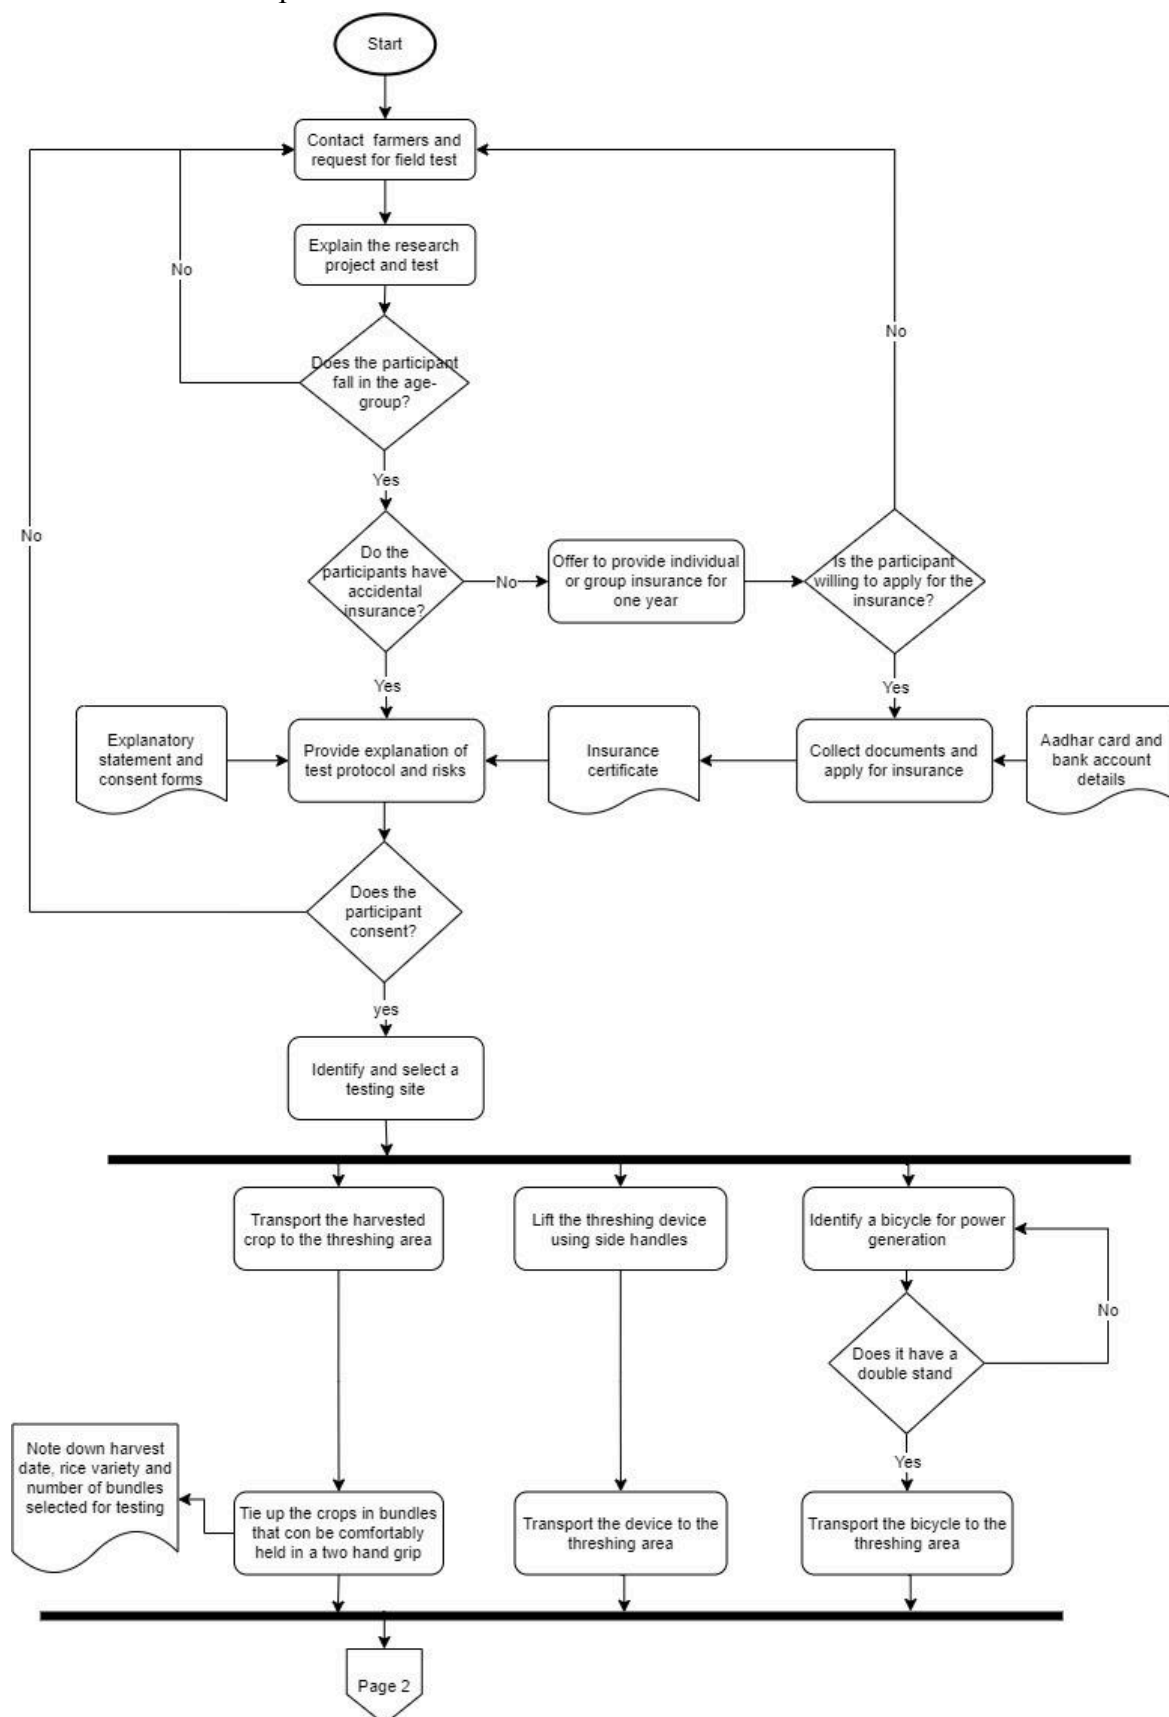 Start
Contact farmers and
request for field test
Explain the research
project and test
No
Does the participant
fall in the age-
group?
No
Yes
No
Do the
participants have
accidental
insurance?
No
Offer to provide individual
or group insurance for
one year
Is the participant
willing to apply for the
insurance?
Yes
Yes
Explanatory
statement and
consent forms
Provide explanation of
test protocol and risks
Insurance
certificate
Collect documents and
apply for insurance
Aadhar card and
bank account
details
Does the
participant
consent?
yes
Identify and select a
testing site
Transport the harvested
crop to the threshing area
Lift the threshing device
using side handles
Identify a bicycle for power
generation
No
Does it have a
double stand
Yes
Note down harvest
date, rice variety and
number of bundles
selected for testing
Tie up the crops in bundles
that con be comfortably
held in a two hand grip
Transport the device to the
threshing area
Transport the bicycle to the
threshing area
Page 2